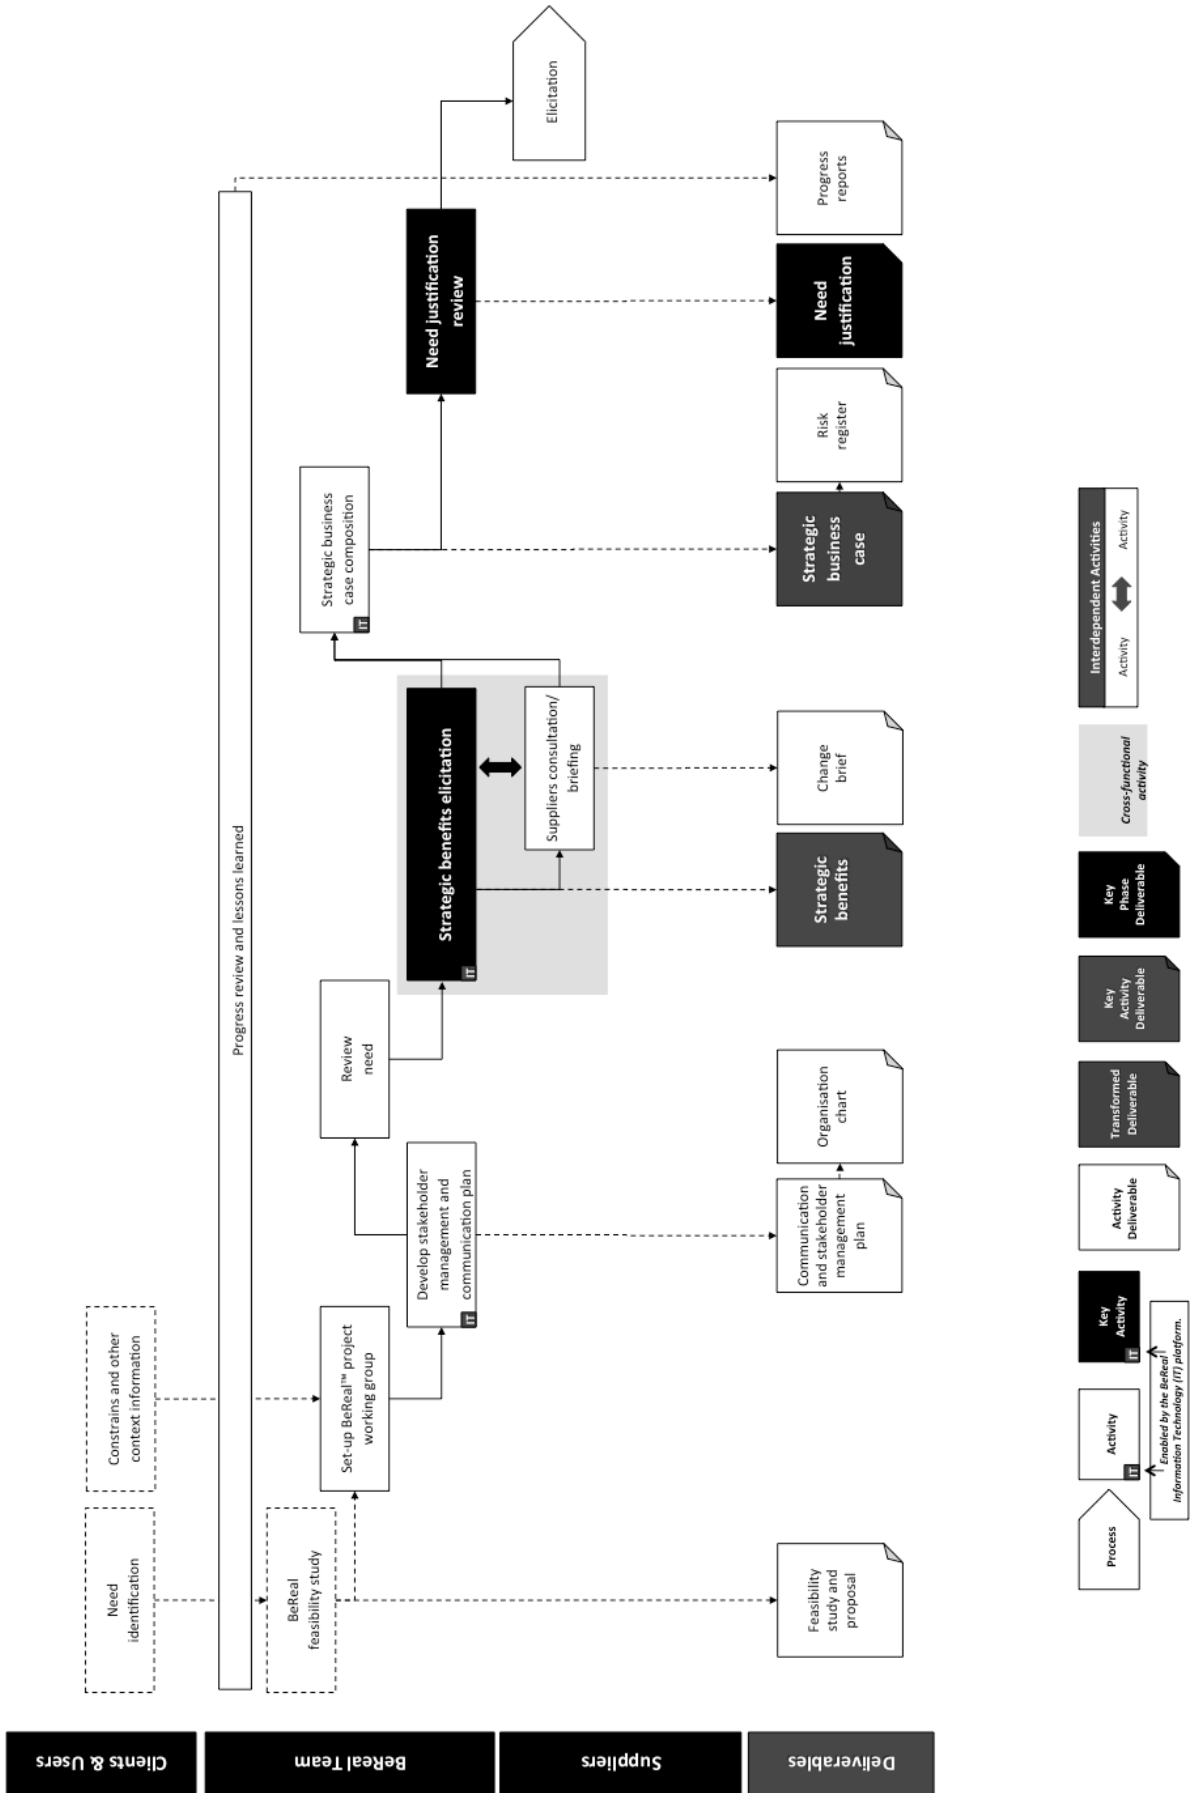 Clients & Users
Need
identification
Constrains and other
context information
BeReal Team
Progress review and lessons learned
BeReal
feasibility study
Set-up BeReal™ project
working group
Develop stakeholder
management and
communication plan
IT
Review
need
Strategic benefits elicitation
IT
Strategic business
case composition
IT
Need justification
review
Suppliers
Suppliers consultation/
briefing
Elicitation
Deliverables
Feasibility
study and
proposal
Communication
and stakeholder
management
plan
Organisation
chart
Strategic
benefits
Change
brief
Strategic
business
case
Risk
register
Need
justification
Progress
reports
Process
Activity
IT
Key
Activity
IT
Enabled by the BeReal
Information Technology (IT) platform.
Activity
Deliverable
Transformed
Deliverable
Key
Activity
Deliverable
Key
Phase
Deliverable
Cross-functional
activity
Interdependent Activities
Activity
Activity